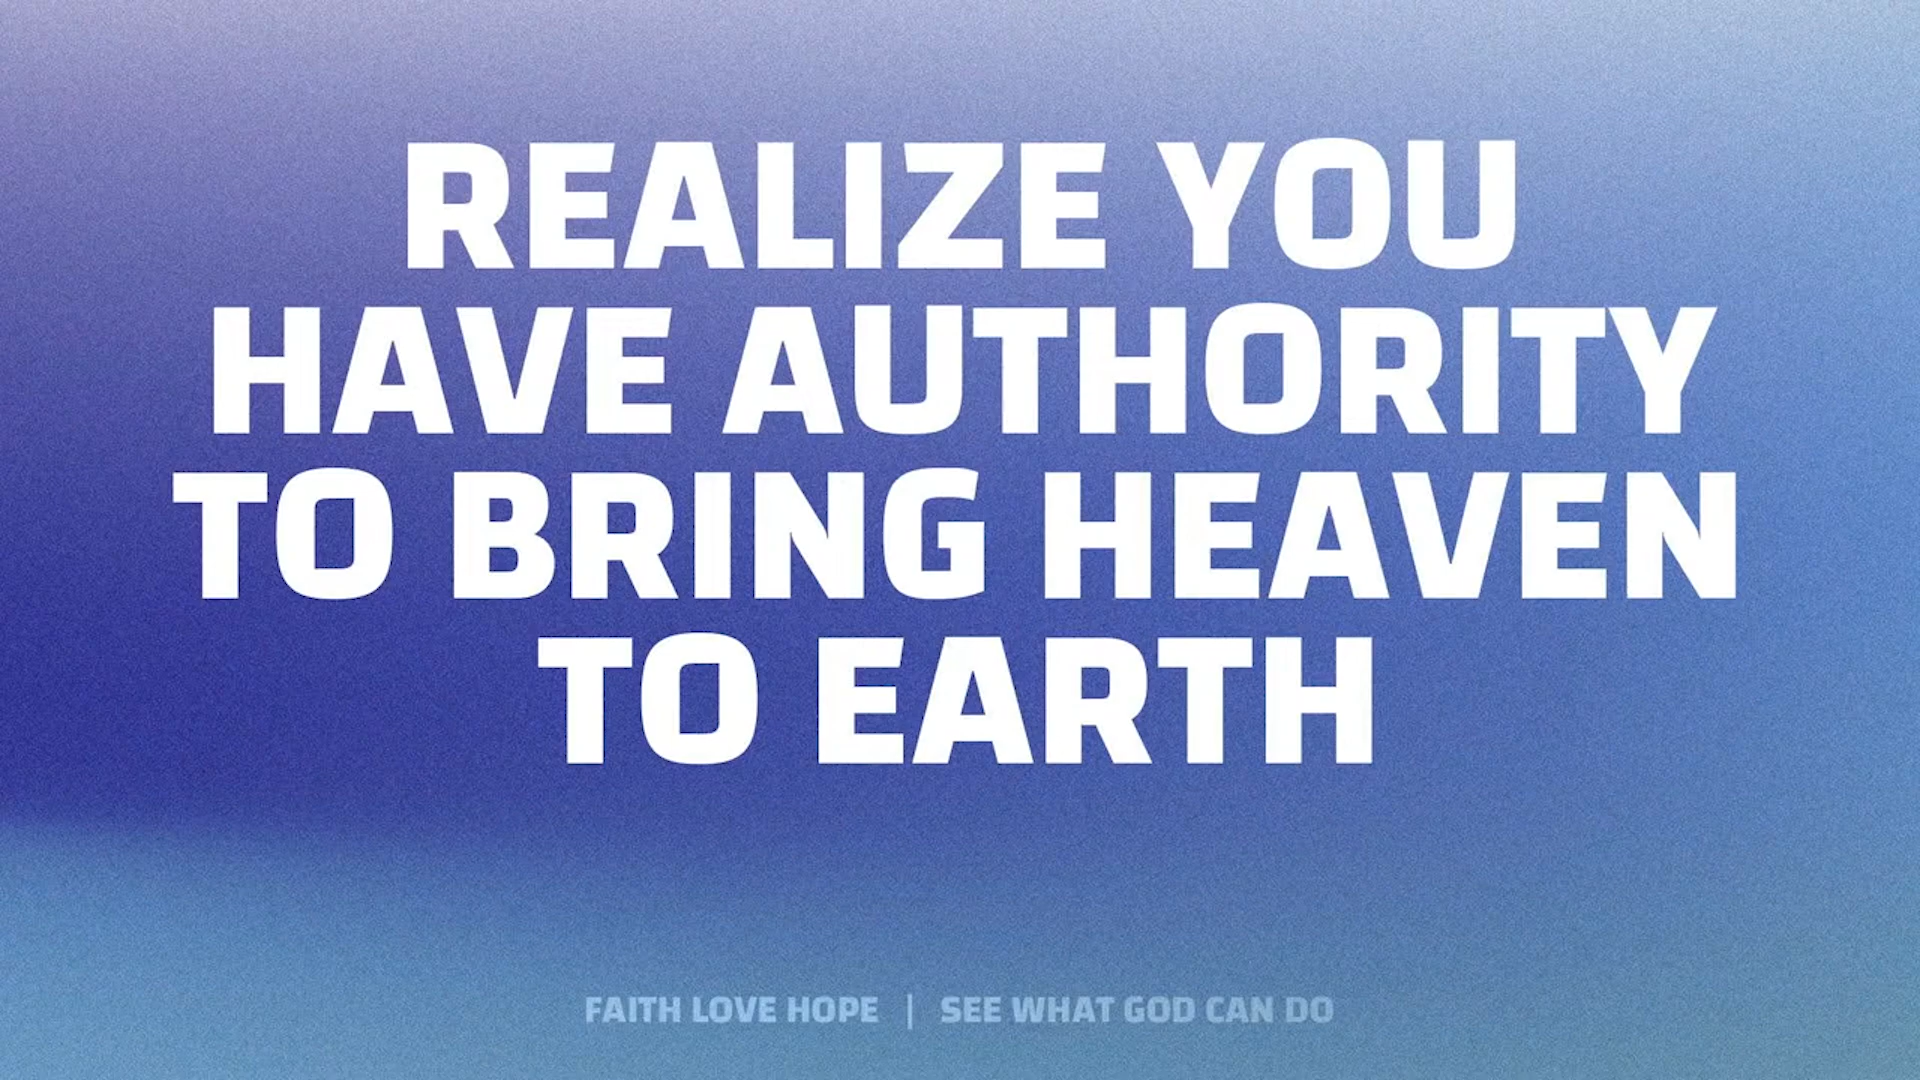 REALIZE YOU
HAVE AUTHORITY
TO BRING HEAVEN
TO EARTH
FAITH LOVE HOPE | SEE WHAT GOD CAN DO